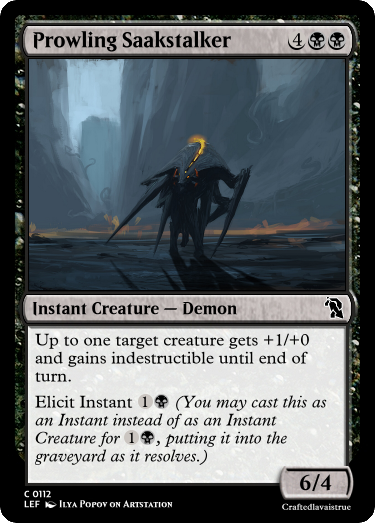 Prowling Saakstalker 4
Instant Creature — Demon
Up to one target creature gets +1/+0
and gains indestructible until end of
turn.
Elicit Instant 1 (You may cast this as
an Instant instead of as an Instant
Creature for 1 , putting it into the
graveyard as it resolves.)
6/4
C 0112
LEF Ilya Popov on Artstation
Craftedlavaistrue